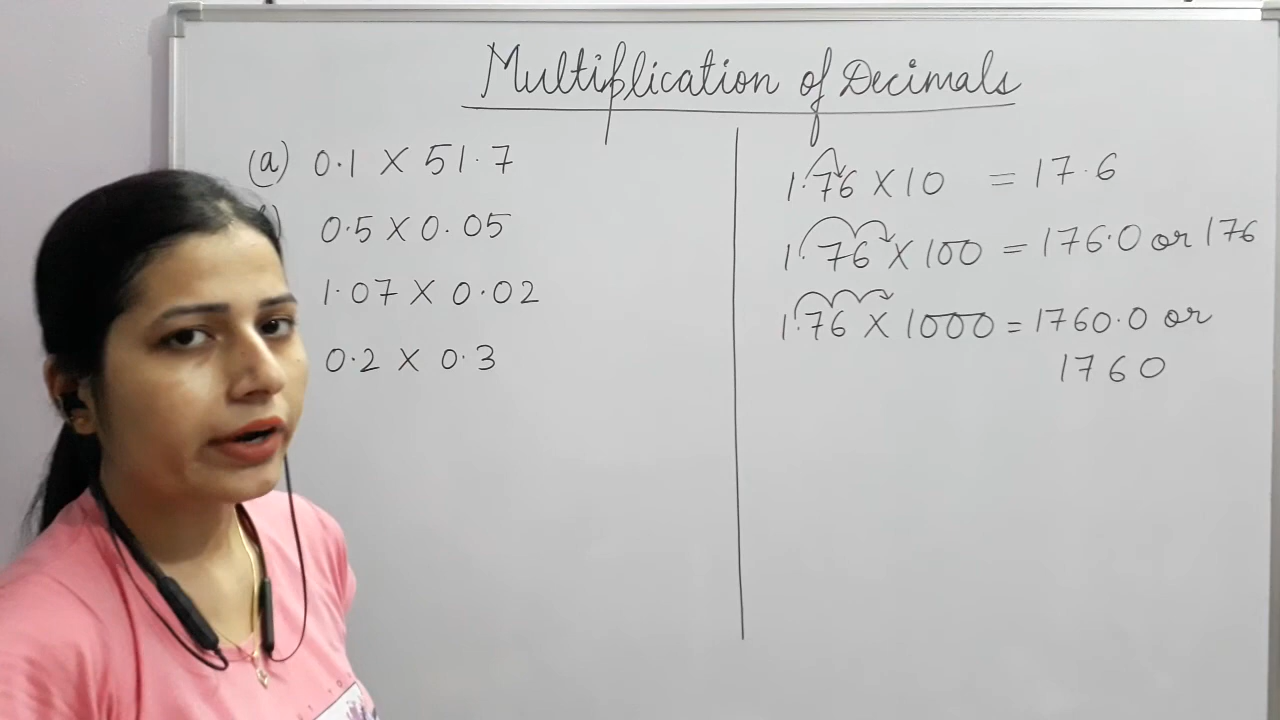 Multiplication of Decimals
(a) 0.1 X 51.7
0.5 X 0.05
1.07 X 0.02
0.2 X 0.3
1.76 X 10 = 17.6
1.76 X 100 = 176.0 or 176
1.76 X 1000 = 1760.0 or
1760